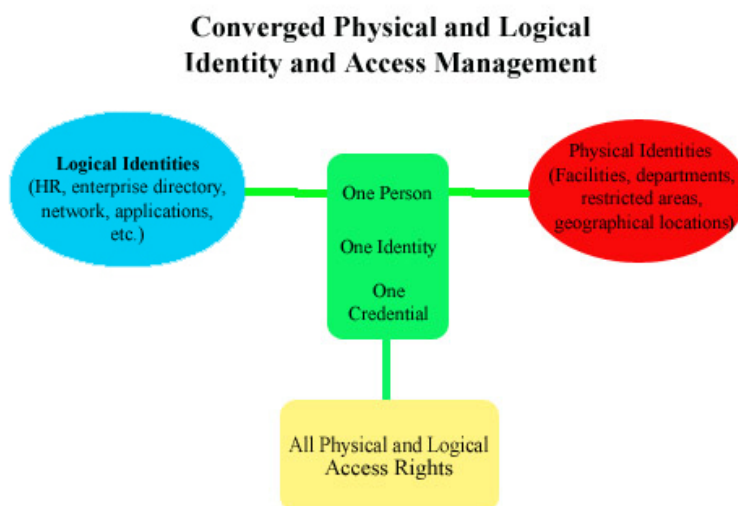 Converged Physical and Logical
Identity and Access Management
Logical Identities
(HR, enterprise directory,
network, applications,
etc.)
One Person
One Identity
One
Credential
Physical Identities
(Facilities, departments,
restricted areas,
geographical locations)
All Physical and Logical
Access Rights